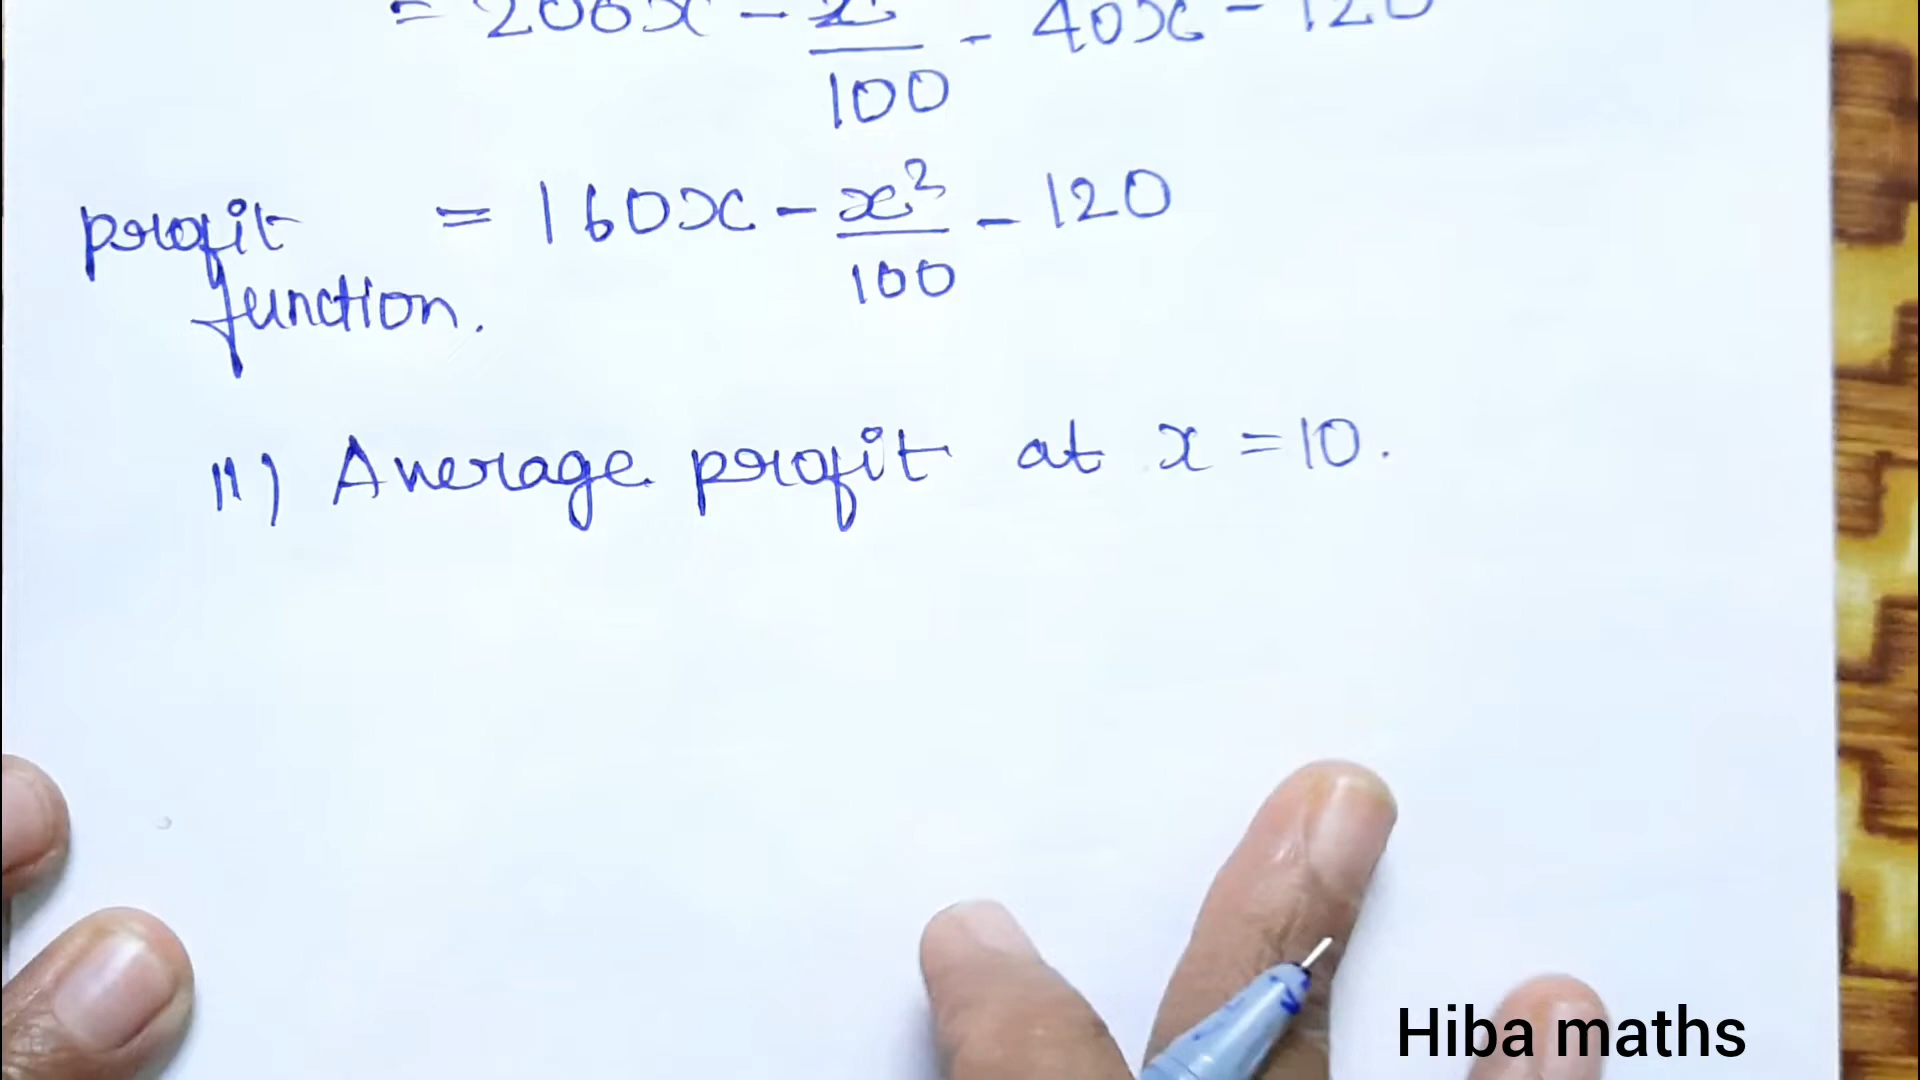 = 200x - x² - 40x - 120
100
profit = 160x - x² - 120
100
function.
II) Average profit at x = 10.
Hiba maths